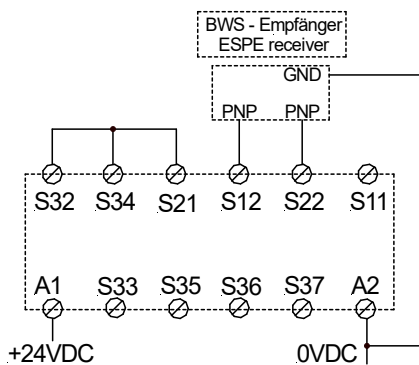 BWS - Empfänger
ESPE receiver
GND
PNP PNP
S32 S34 S21 S12 S22 S11
A1 S33 S35 S36 S37 A2
+24VDC 0VDC